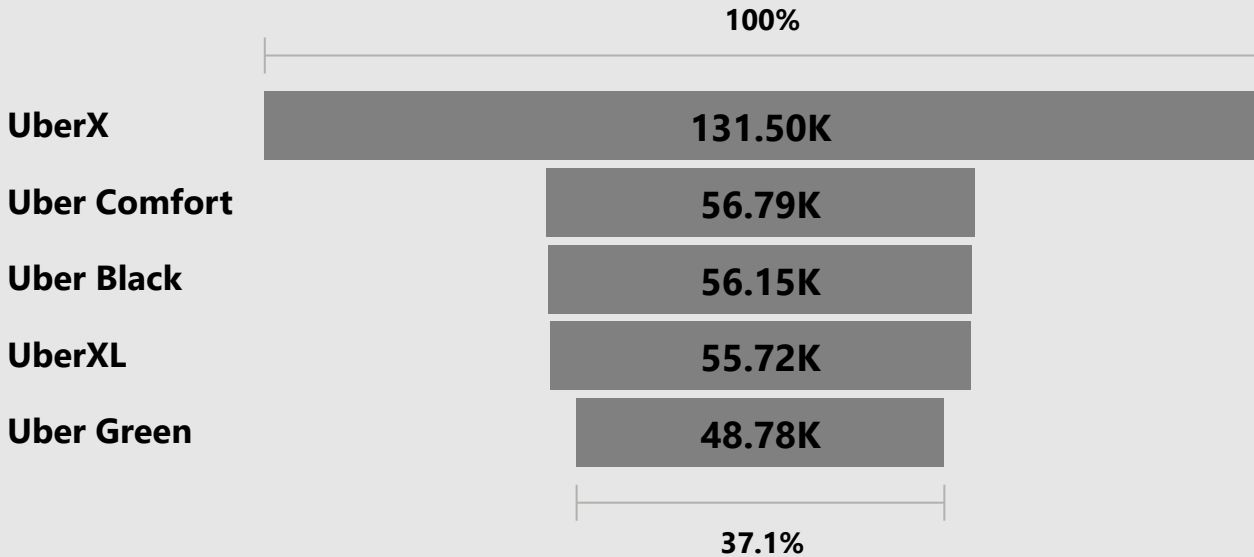 100%
UberX 131.50K
Uber Comfort 56.79K
Uber Black 56.15K
UberXL 55.72K
Uber Green 48.78K
37.1%